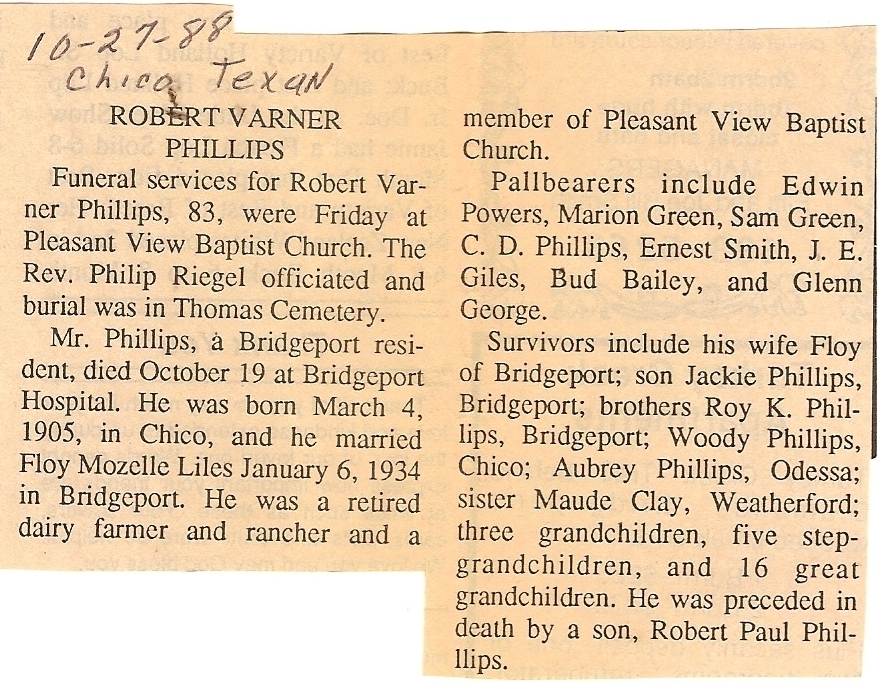 10-27-88
Chico Texan
ROBERT VARNER
PHILLIPS
Funeral services for Robert Var-
ner Phillips, 83, were Friday at
Pleasant View Baptist Church. The
Rev. Philip Riegel officiated and
burial was in Thomas Cemetery.
Mr. Phillips, a Bridgeport resi-
dent, died October 19 at Bridgeport
Hospital. He was born March 4,
1905, in Chico, and he married
Floy Mozelle Liles January 6, 1934
in Bridgeport. He was a retired
dairy farmer and rancher and a
member of Pleasant View Baptist
Church.
Pallbearers include Edwin
Powers, Marion Green, Sam Green,
C. D. Phillips, Ernest Smith, J. E.
Giles, Bud Bailey, and Glenn
George.
Survivors include his wife Floy
of Bridgeport; son Jackie Phillips,
Bridgeport; brothers Roy K. Phil-
lips, Bridgeport; Woody Phillips,
Chico; Aubrey Phillips, Odessa;
sister Maude Clay, Weatherford;
three grandchildren, five step-
grandchildren, and 16 great
grandchildren. He was preceded in
death by a son, Robert Paul Phil-
llips.